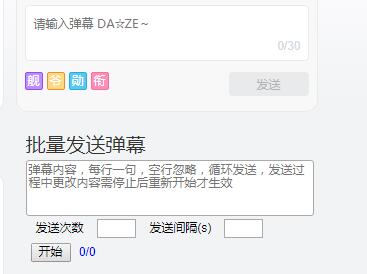 请输入弹幕 DA☆ZE～
0/30
舰 爷 勋 衔 发送
批量发送弹幕
弹幕内容，每行一句，空行忽略，循环发送，发送过
程中更改内容需停止后重新开始才生效
发送次数 发送间隔(s)
开始 0/0